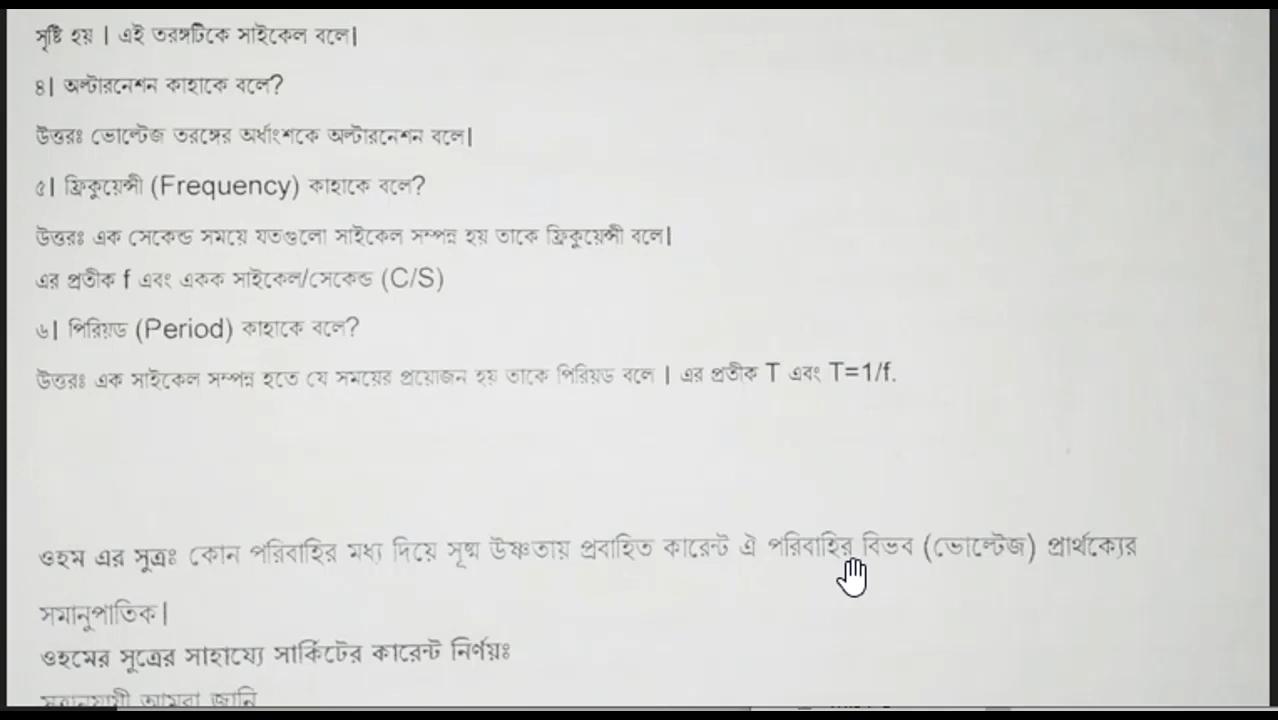 সৃষ্টি হয় | এই তরঙ্গটিকে সাইকেল বলে|
৪| অল্টারনেশন কাহাকে বলে?
উত্তরঃ ভোল্টেজ তরঙ্গের অর্ধাংশকে অল্টারনেশন বলে|
৫| ফ্রিকুয়েন্সী (Frequency) কাহাকে বলে?
উত্তরঃ এক সেকেন্ড সময়ে যতগুলো সাইকেল সম্পন্ন হয় তাকে ফ্রিকুয়েন্সী বলে|
এর প্রতীক f এবং একক সাইকেল/সেকেন্ড (C/S)
৬| পিরিয়ড (Period) কাহাকে বলে?
উত্তরঃ এক সাইকেল সম্পন্ন হতে যে সময়ের প্রয়োজন হয় তাকে পিরিয়ড বলে | এর প্রতীক T এবং T=1/f.
ওহম এর সুত্রঃ কোন পরিবাহির মধ্য দিয়ে সূষ্ম উষ্ণতায় প্রবাহিত কারেন্ট ঐ পরিবাহির বিভব (ভোল্টেজ) প্রার্থক্যের
সমানুপাতিক|
ওহমের সুত্রের সাহায্যে সার্কিটের কারেন্ট নির্ণয়ঃ
আমরা জানি